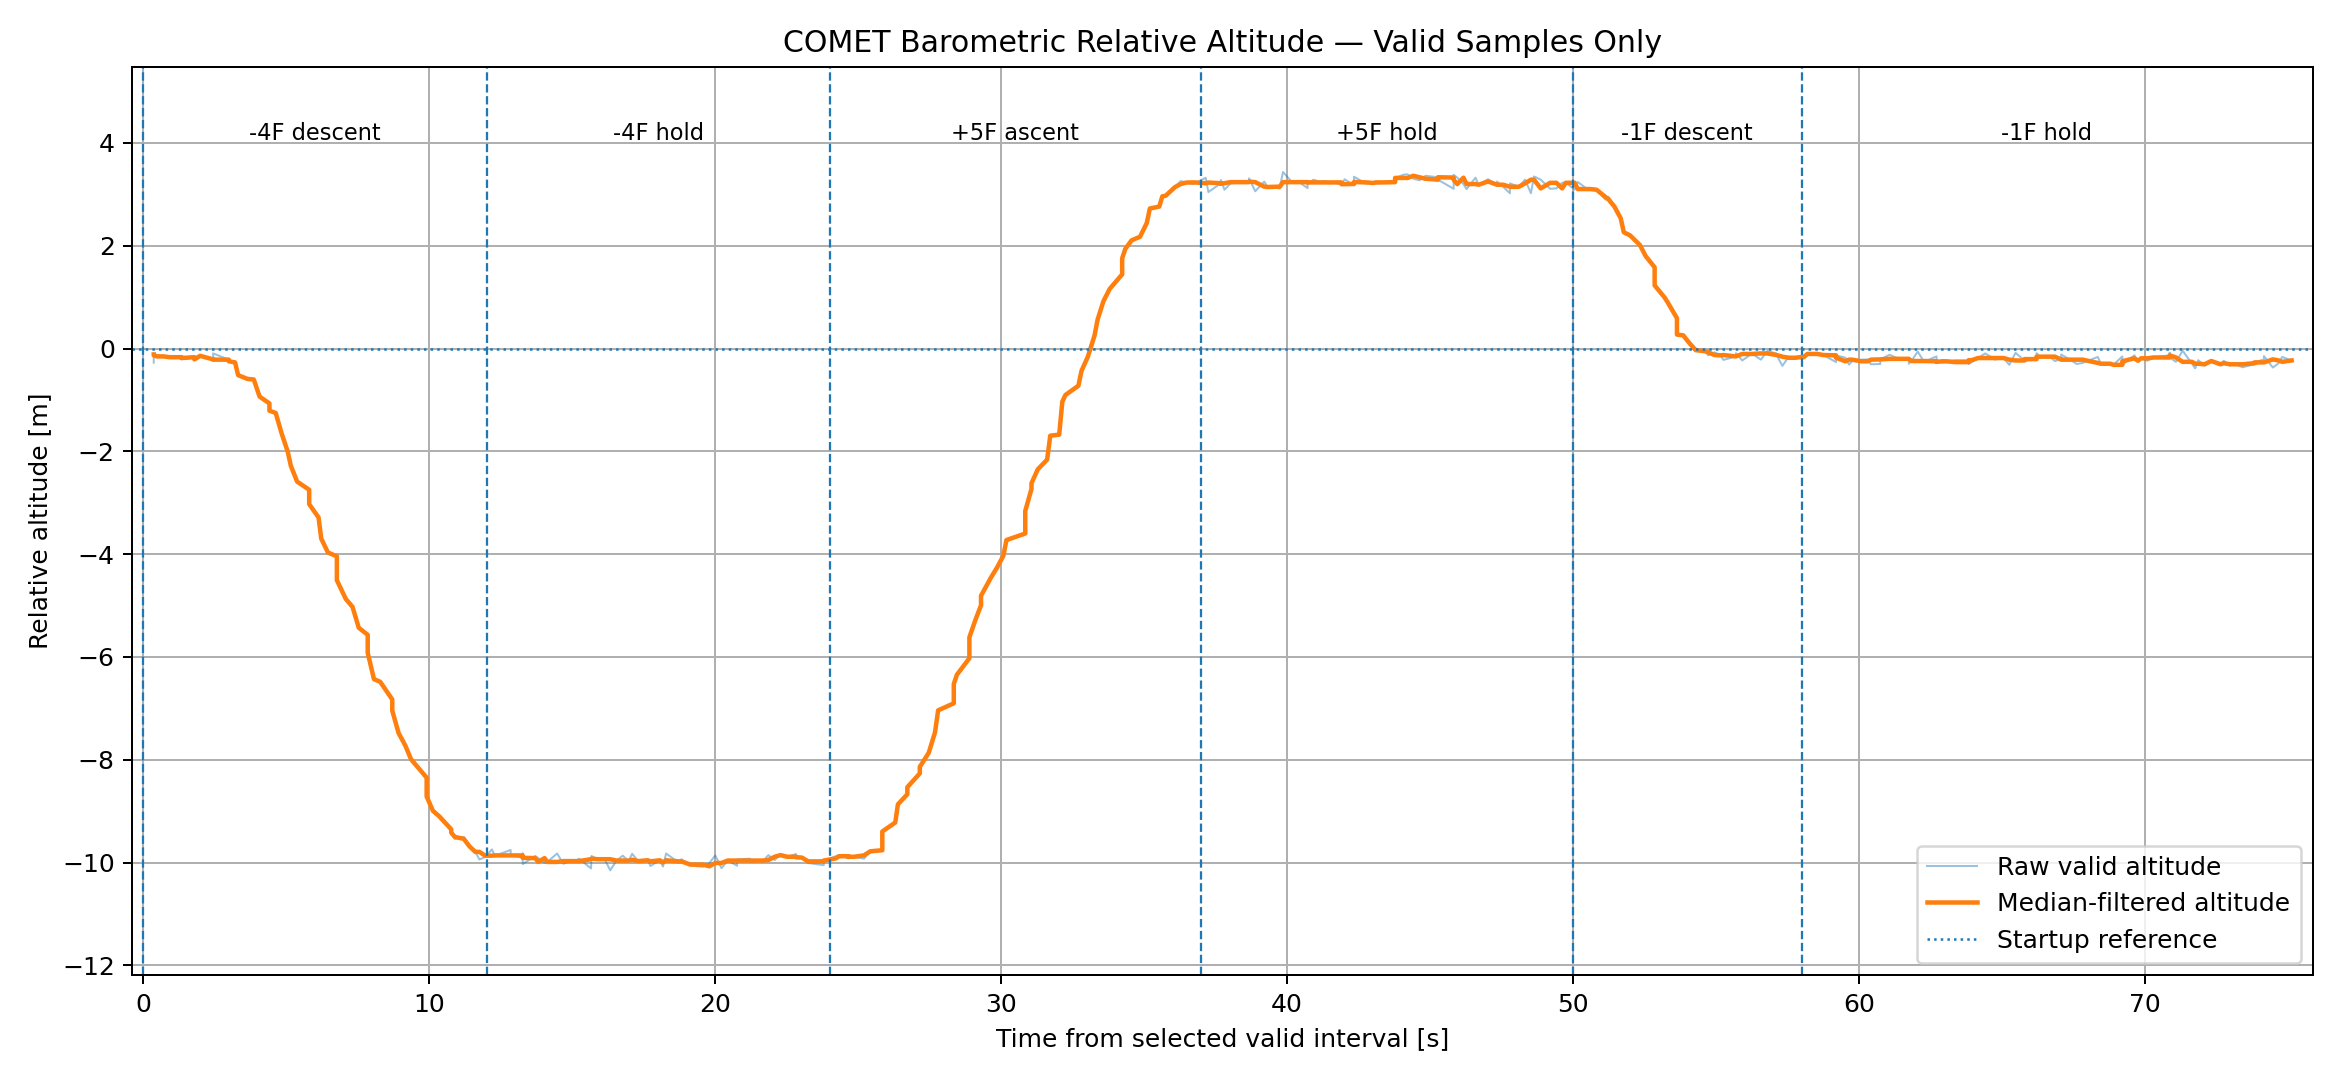 COMET Barometric Relative Altitude — Valid Samples Only
-4F descent
-4F hold
+5F ascent
+5F hold
-1F descent
-1F hold
4
2
0
−2
−4
−6
−8
−10
−12
Relative altitude [m]
Raw valid altitude
Median-filtered altitude
Startup reference
0
10
20
30
40
50
60
70
Time from selected valid interval [s]